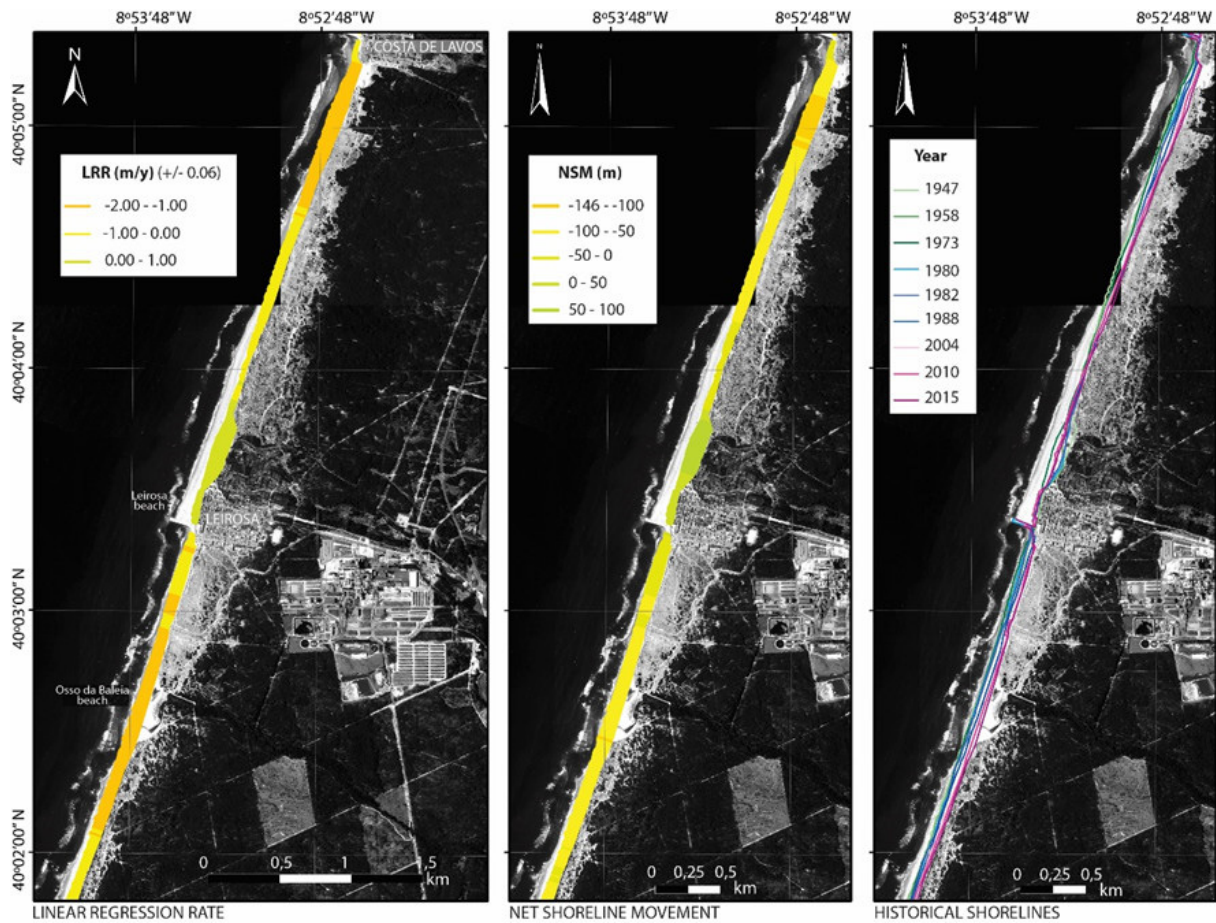 8º53'48"W
8º52'48"W
8º53'48"W
8º52'48"W
8º53'48"W
8º52'48"W
COSTA DE LAVOS
N
N
N
40º05'00"N
LRR (m/y) (+/- 0.06)
-2.00 - -1.00
-1.00 - 0.00
0.00 - 1.00
NSM (m)
-146 - -100
-100 - -50
-50 - 0
0 - 50
50 - 100
Year
1947
1958
1973
1980
1982
1988
2004
2010
2015
40º04'00"N
Leirosa
beach
LEIROSA
40º03'00"N
Osso da Baleia
beach
40º02'00"N
0 0,5 1 1,5
km
0 0,25 0,5
km
0 0,25 0,5
km
LINEAR REGRESSION RATE
NET SHORELINE MOVEMENT
HISTORICAL SHORELINES